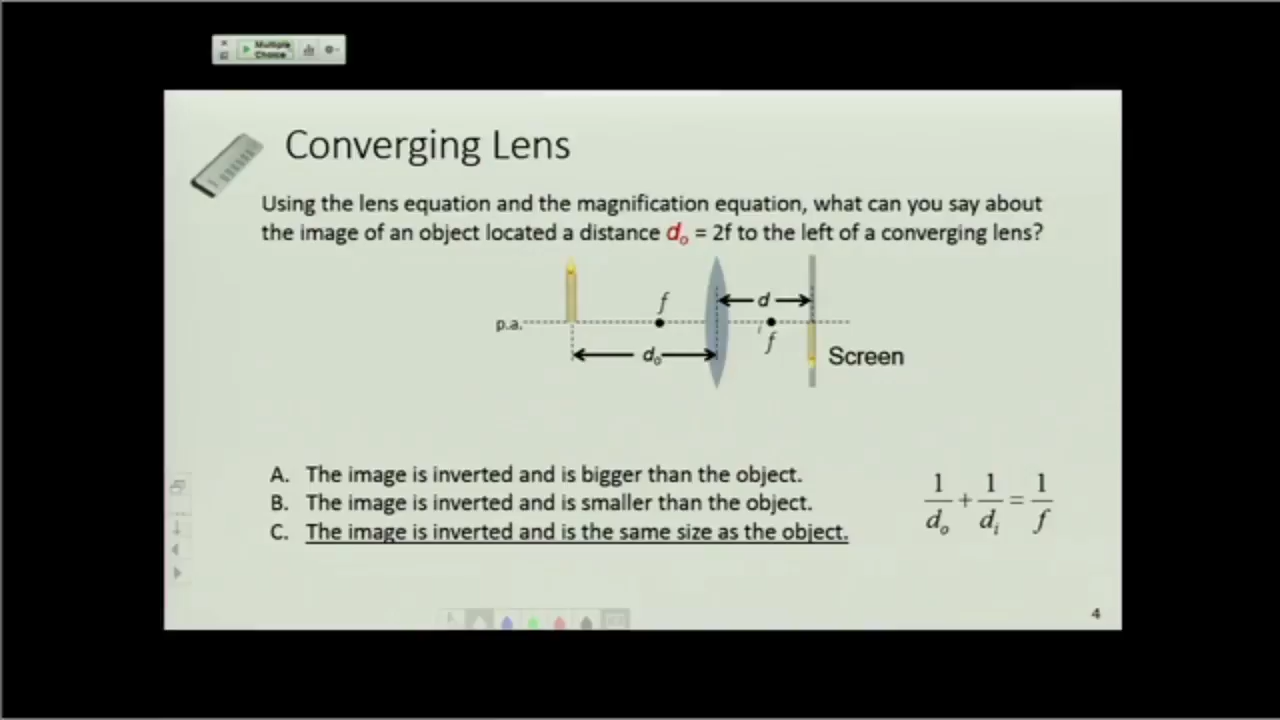 Multiple
Choice
Converging Lens
Using the lens equation and the magnification equation, what can you say about
the image of an object located a distance dₒ = 2f to the left of a converging lens?
f
d
p.a.
i
f
dₒ
Screen
A. The image is inverted and is bigger than the object.
B. The image is inverted and is smaller than the object.
C. The image is inverted and is the same size as the object.
1/dₒ + 1/dᵢ = 1/f
4